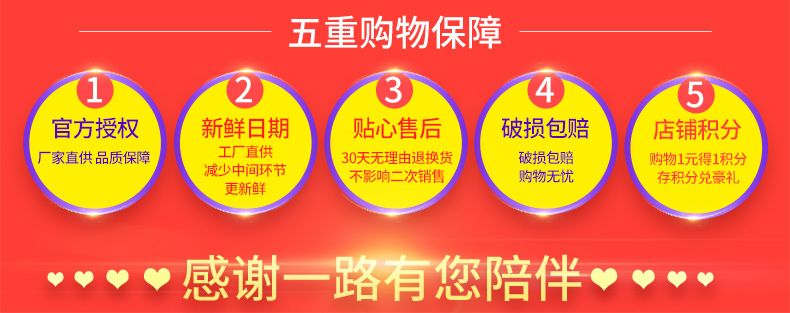 五重购物保障
1
官方授权
厂家直供 品质保障
2
新鲜日期
工厂直供
减少中间环节
更新鲜
3
贴心售后
30天无理由退换货
不影响二次销售
4
破损包赔
破损包赔
购物无忧
5
店铺积分
购物1元得1积分
存积分兑豪礼
感谢一路有您陪伴